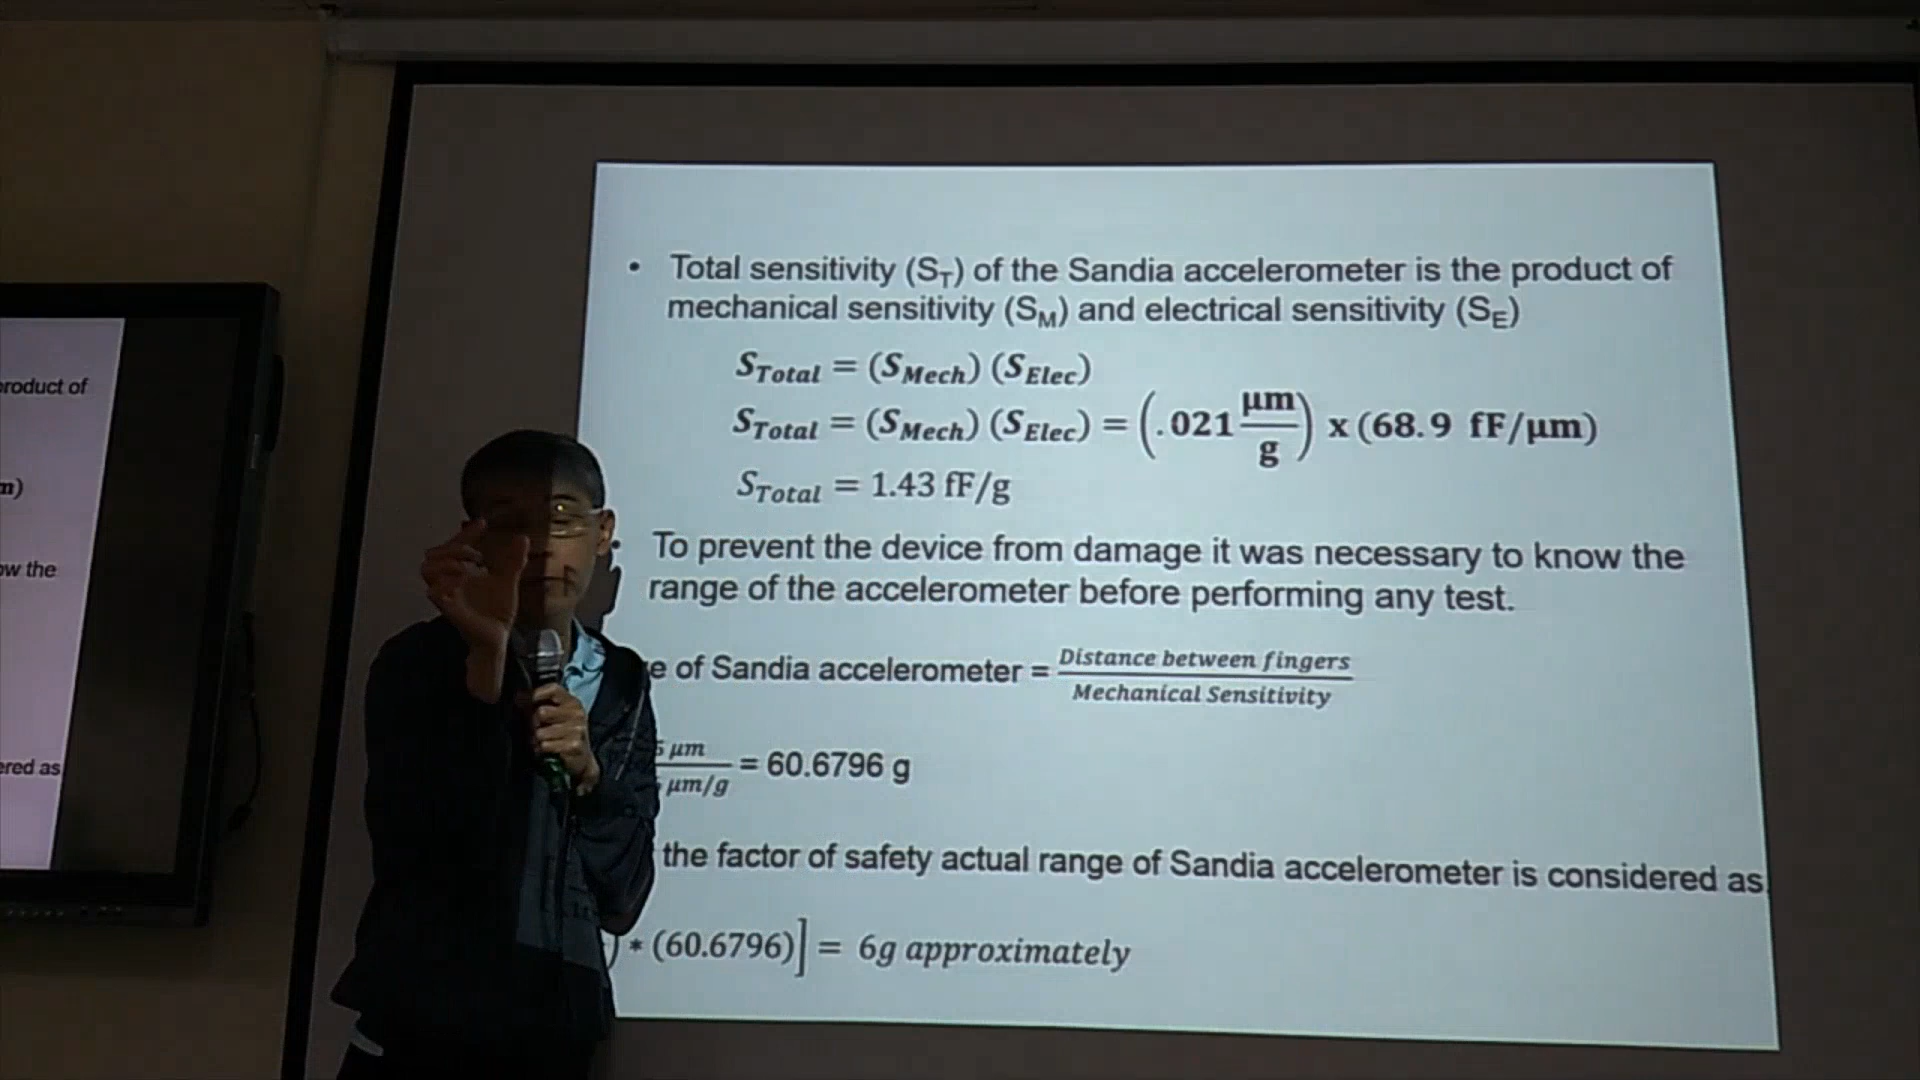 roduct of
m)
ow the
ered as
• Total sensitivity (S_T) of the Sandia accelerometer is the product of
mechanical sensitivity (S_M) and electrical sensitivity (S_E)
S_Total = (S_Mech) (S_Elec)
S_Total = (S_Mech) (S_Elec) = (.021 μm/g) x (68.9 fF/μm)
S_Total = 1.43 fF/g
To prevent the device from damage it was necessary to know the
range of the accelerometer before performing any test.
e of Sandia accelerometer = Distance between fingers / Mechanical Sensitivity
μm / μm/g = 60.6796 g
the factor of safety actual range of Sandia accelerometer is considered as
) * (60.6796)] = 6g approximately